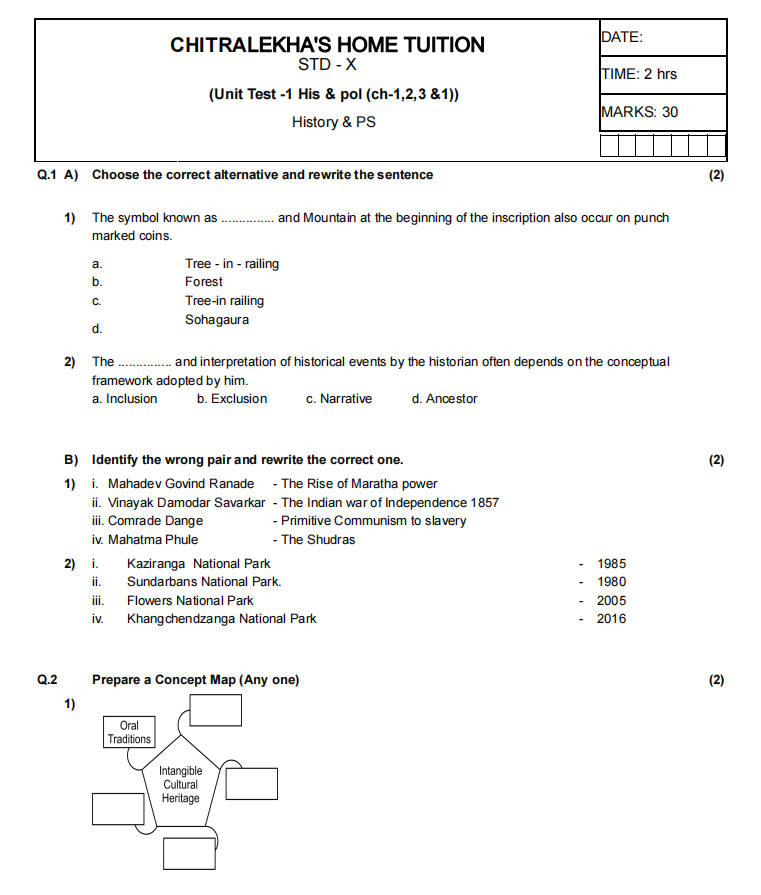 CHITRALEKHA'S HOME TUITION
STD - X
(Unit Test -1 His & pol (ch-1,2,3 &1))
History & PS
DATE:
TIME: 2 hrs
MARKS: 30
Q.1 A) Choose the correct alternative and rewrite the sentence (2)
1) The symbol known as .............. and Mountain at the beginning of the inscription also occur on punch
marked coins.
a. Tree - in - railing
b. Forest
c. Tree-in railing
d. Sohagaura
2) The .............. and interpretation of historical events by the historian often depends on the conceptual
framework adopted by him.
a. Inclusion b. Exclusion c. Narrative d. Ancestor
B) Identify the wrong pair and rewrite the correct one. (2)
1) i. Mahadev Govind Ranade - The Rise of Maratha power
ii. Vinayak Damodar Savarkar - The Indian war of Independence 1857
iii. Comrade Dange - Primitive Communism to slavery
iv. Mahatma Phule - The Shudras
2) i. Kaziranga National Park - 1985
ii. Sundarbans National Park. - 1980
iii. Flowers National Park - 2005
iv. Khangchendzanga National Park - 2016
Q.2 Prepare a Concept Map (Any one) (2)
1)
Oral
Traditions
Intangible
Cultural
Heritage